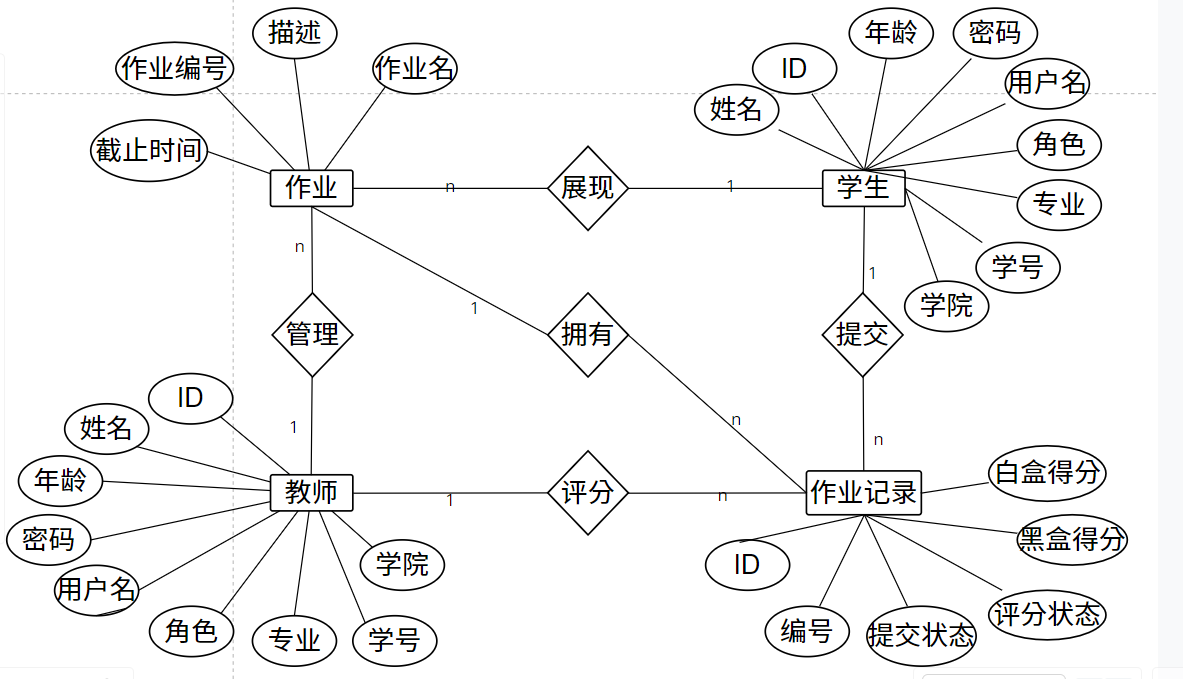 描述
年龄
密码
作业编号
作业名
ID
用户名
姓名
截止时间
角色
作业
n
展现
1
学生
专业
n
1
学号
学院
1
管理
拥有
提交
ID
姓名
1
n
n
年龄
教师
1
评分
n
作业记录
白盒得分
密码
黑盒得分
用户名
学院
ID
评分状态
角色
专业
学号
编号
提交状态